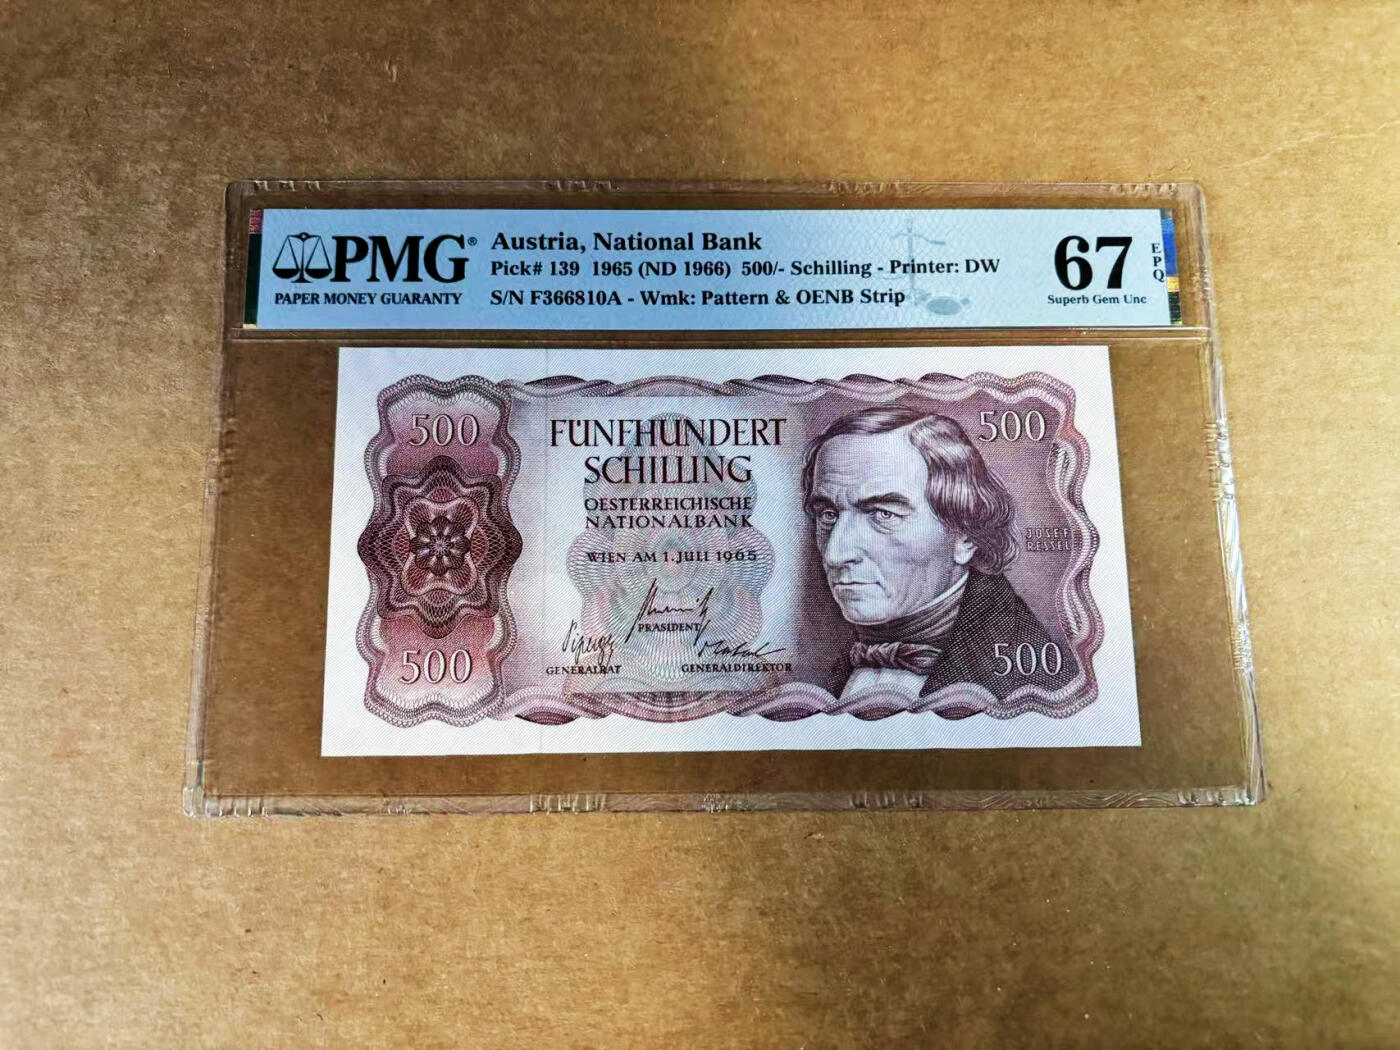 PMG®
PAPER MONEY GUARANTY
Austria, National Bank
Pick# 139 1965 (ND 1966) 500/- Schilling - Printer: DW
S/N F366810A - Wmk: Pattern & OENB Strip
67
EPQ
Superb Gem Unc
500
500
FÜNFHUNDERT
SCHILLING
OESTERREICHISCHE
NATIONALBANK
WIEN AM 1. JULI 1965
JOSEF
RESSEL
PRÄSIDENT
GENERALRAT
GENERALDIREKTOR
500
500